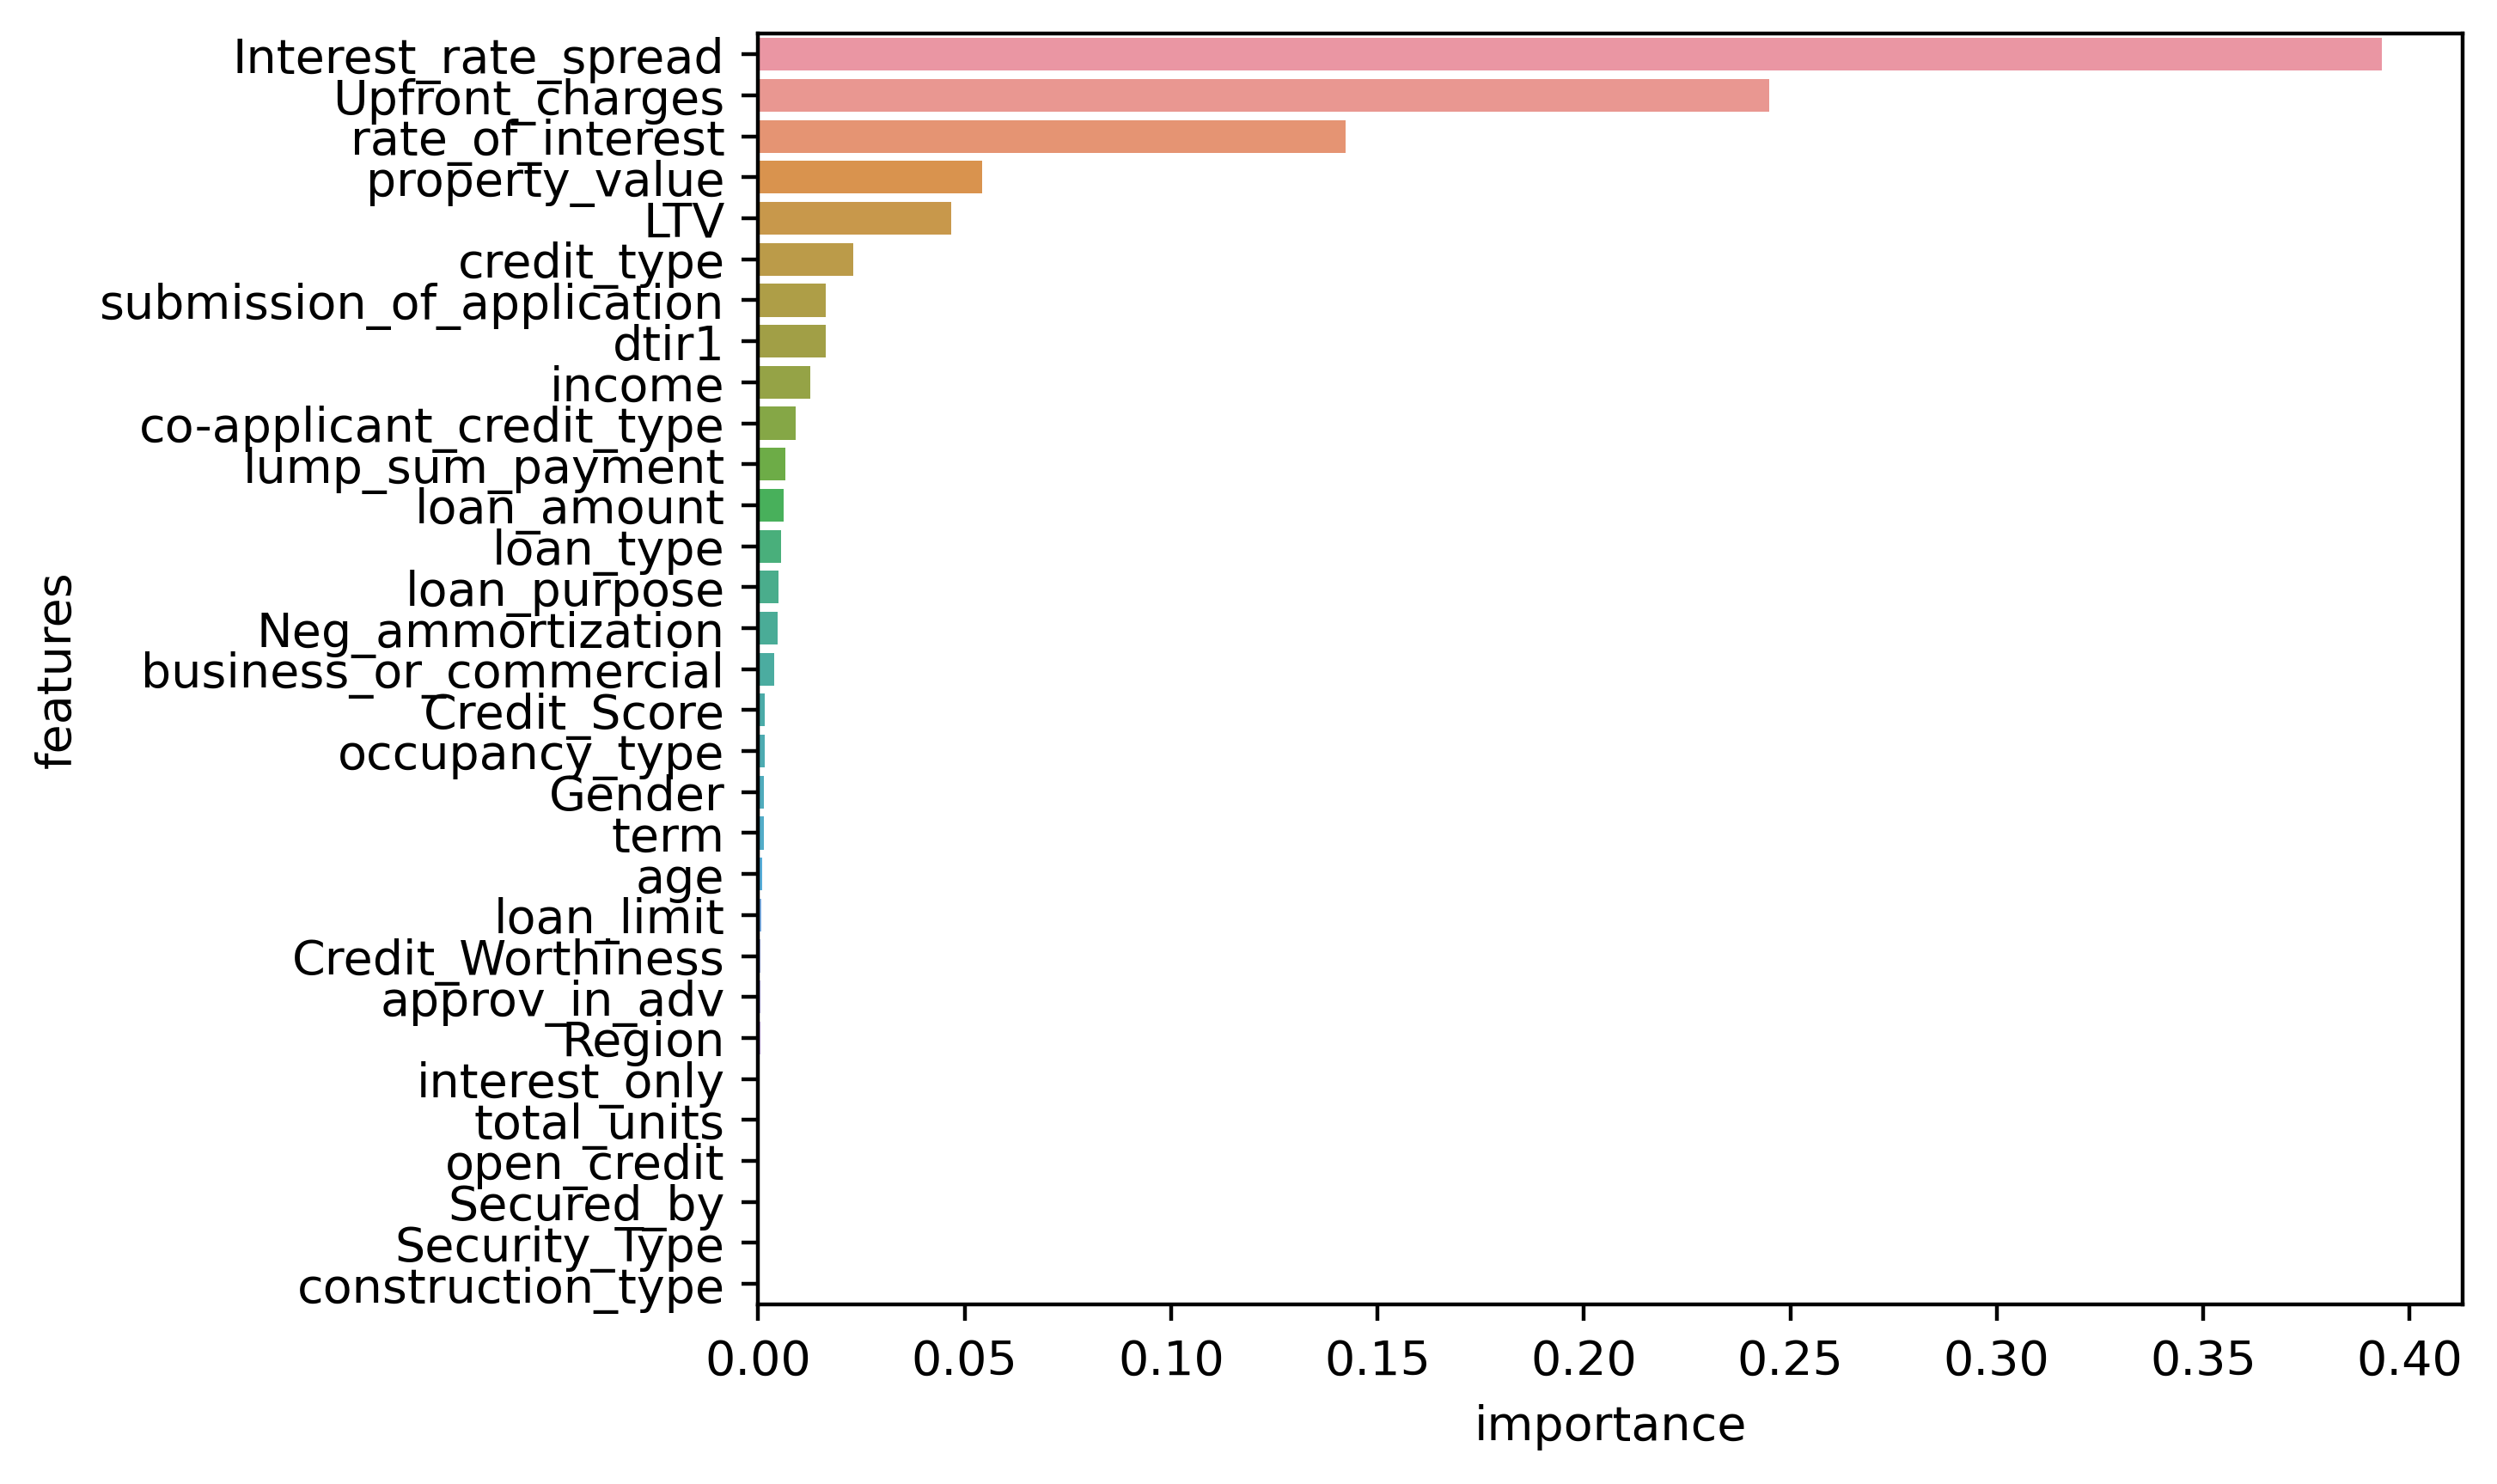 Interest_rate_spread
Upfront_charges
rate_of_interest
property_value
LTV
credit_type
submission_of_application
dtir1
income
co-applicant_credit_type
lump_sum_payment
loan_amount
loan_type
loan_purpose
Neg_ammortization
business_or_commercial
Credit_Score
occupancy_type
Gender
term
age
loan_limit
Credit_Worthiness
approv_in_adv
Region
interest_only
total_units
open_credit
Secured_by
Security_Type
construction_type
features
0.00 0.05 0.10 0.15 0.20 0.25 0.30 0.35 0.40
importance